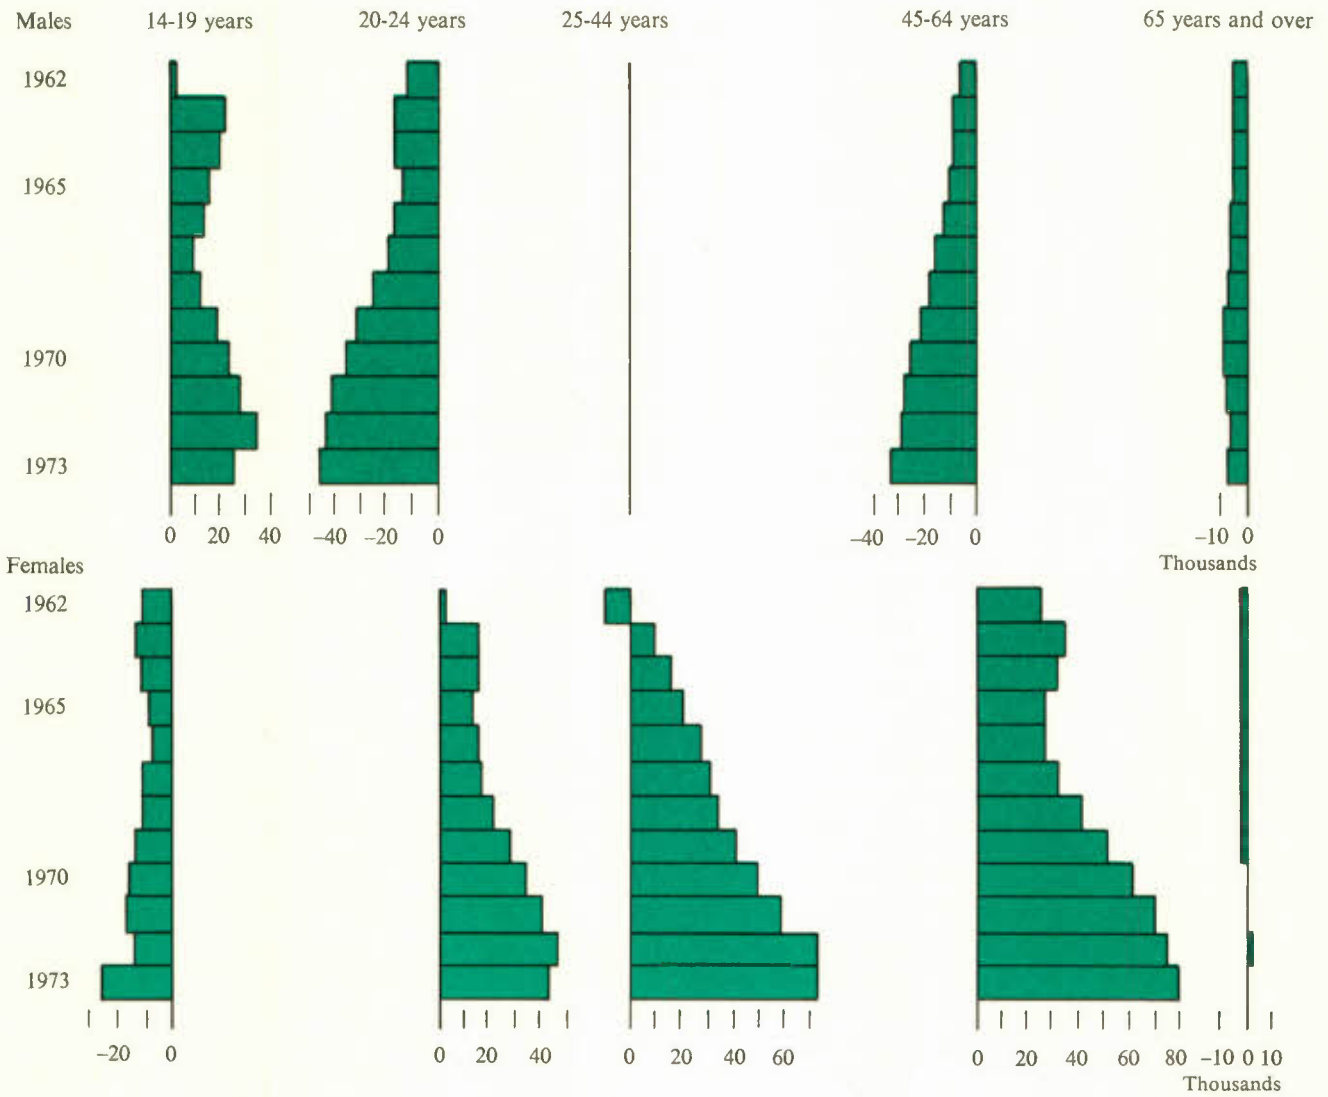 Males 14-19 years 20-24 years 25-44 years 45-64 years 65 years and over
1962
1965
1970
1973
0 20 40 –40 –20 0 –40 –20 0 –10 0
Thousands
Females
1962
1965
1970
1973
–20 0 0 20 40 0 20 40 60 0 20 40 60 80 –10 0 10
Thousands